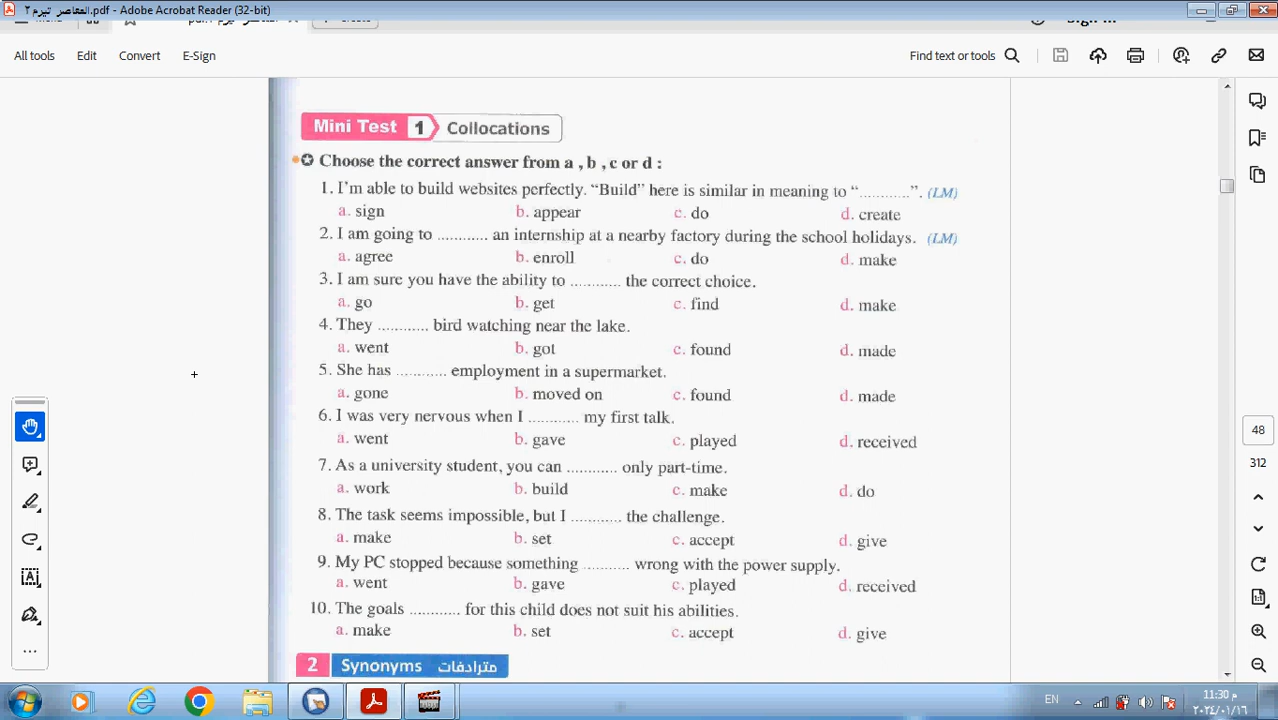 المعاصر تيرم ٢.pdf - Adobe Acrobat Reader (32-bit)
All tools Edit Convert E-Sign Find text or tools
Mini Test 1 Collocations
Choose the correct answer from a , b , c or d :
1. I'm able to build websites perfectly. “Build” here is similar in meaning to “...........”. (LM)
a. sign b. appear c. do d. create
2. I am going to ........... an internship at a nearby factory during the school holidays. (LM)
a. agree b. enroll c. do d. make
3. I am sure you have the ability to ........... the correct choice.
a. go b. get c. find d. make
4. They ........... bird watching near the lake.
a. went b. got c. found d. made
5. She has ........... employment in a supermarket.
a. gone b. moved on c. found d. made
6. I was very nervous when I ........... my first talk.
a. went b. gave c. played d. received
7. As a university student, you can ........... only part-time.
a. work b. build c. make d. do
8. The task seems impossible, but I ........... the challenge.
a. make b. set c. accept d. give
9. My PC stopped because something ........... wrong with the power supply.
a. went b. gave c. played d. received
10. The goals ........... for this child does not suit his abilities.
a. make b. set c. accept d. give
2 Synonyms مترادفات
48
312
EN
11:30 م
٢٠٢٤/٠١/١٦